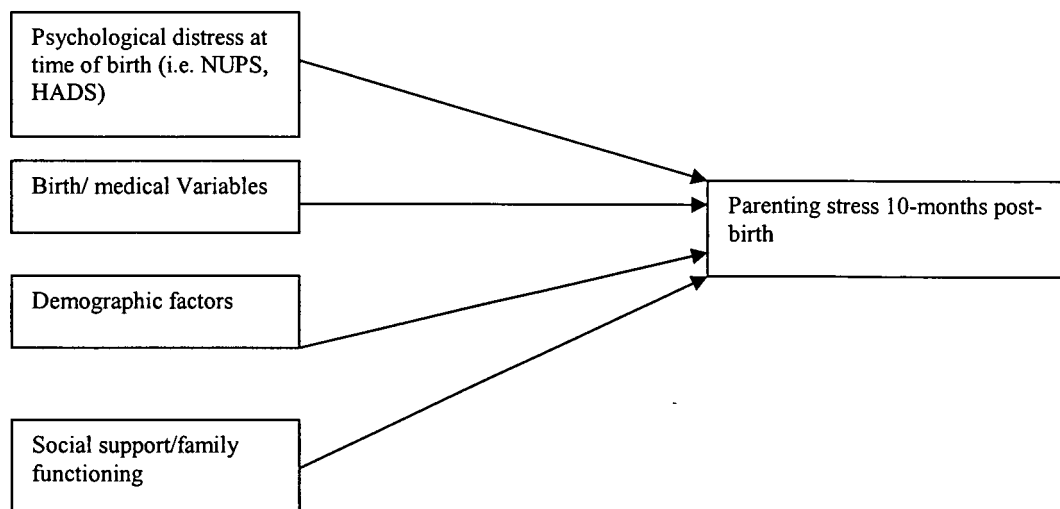 Psychological distress at
time of birth (i.e. NUPS,
HADS)
Birth/ medical Variables
Demographic factors
Social support/family
functioning
Parenting stress 10-months post-
birth